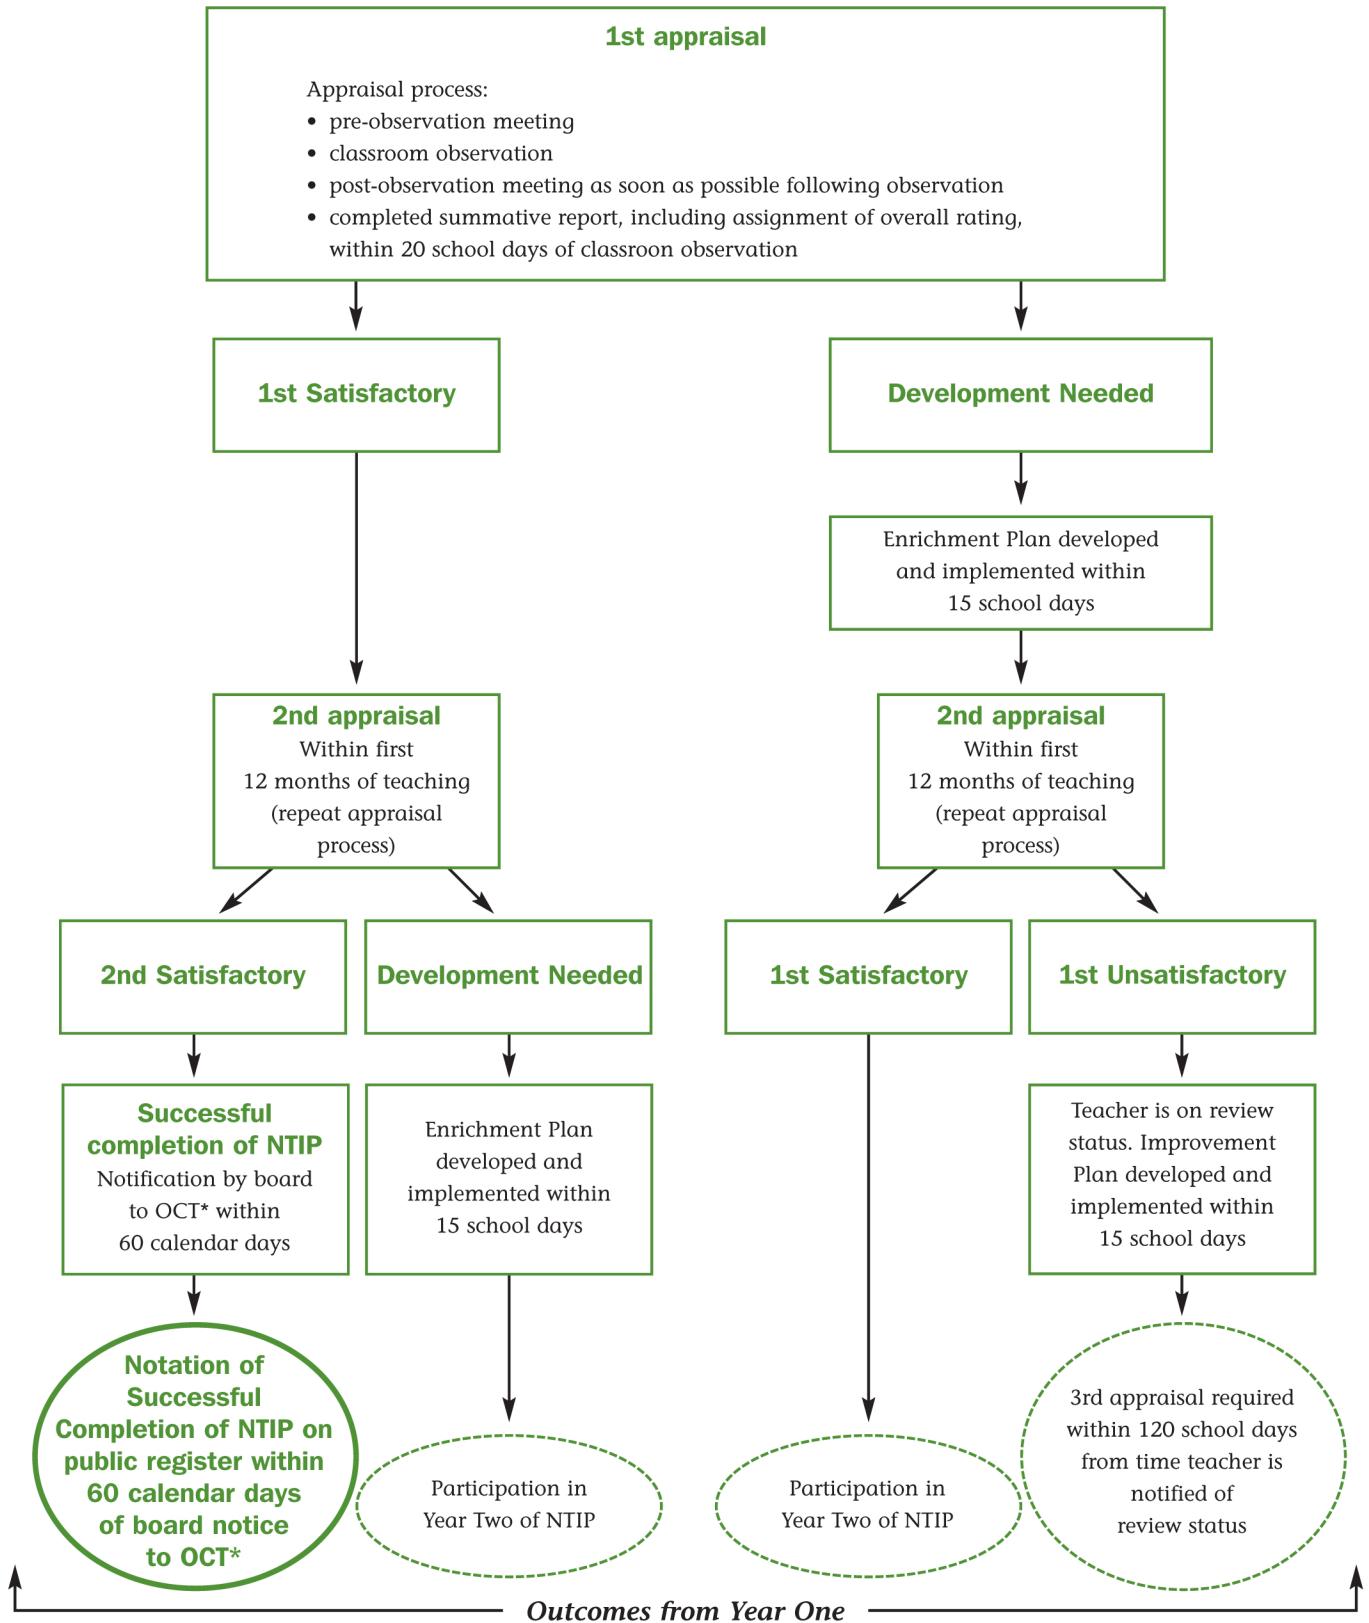 1st appraisal
Appraisal process:
• pre-observation meeting
• classroom observation
• post-observation meeting as soon as possible following observation
• completed summative report, including assignment of overall rating,
within 20 school days of classroon observation
1st Satisfactory
Development Needed
Enrichment Plan developed
and implemented within
15 school days
2nd appraisal
Within first
12 months of teaching
(repeat appraisal
process)
2nd appraisal
Within first
12 months of teaching
(repeat appraisal
process)
2nd Satisfactory
Development Needed
1st Satisfactory
1st Unsatisfactory
Successful
completion of NTIP
Notification by board
to OCT* within
60 calendar days
Enrichment Plan
developed and
implemented within
15 school days
Teacher is on review
status. Improvement
Plan developed and
implemented within
15 school days
Notation of
Successful
Completion of NTIP on
public register within
60 calendar days
of board notice
to OCT*
Participation in
Year Two of NTIP
Participation in
Year Two of NTIP
3rd appraisal required
within 120 school days
from time teacher is
notified of
review status
Outcomes from Year One